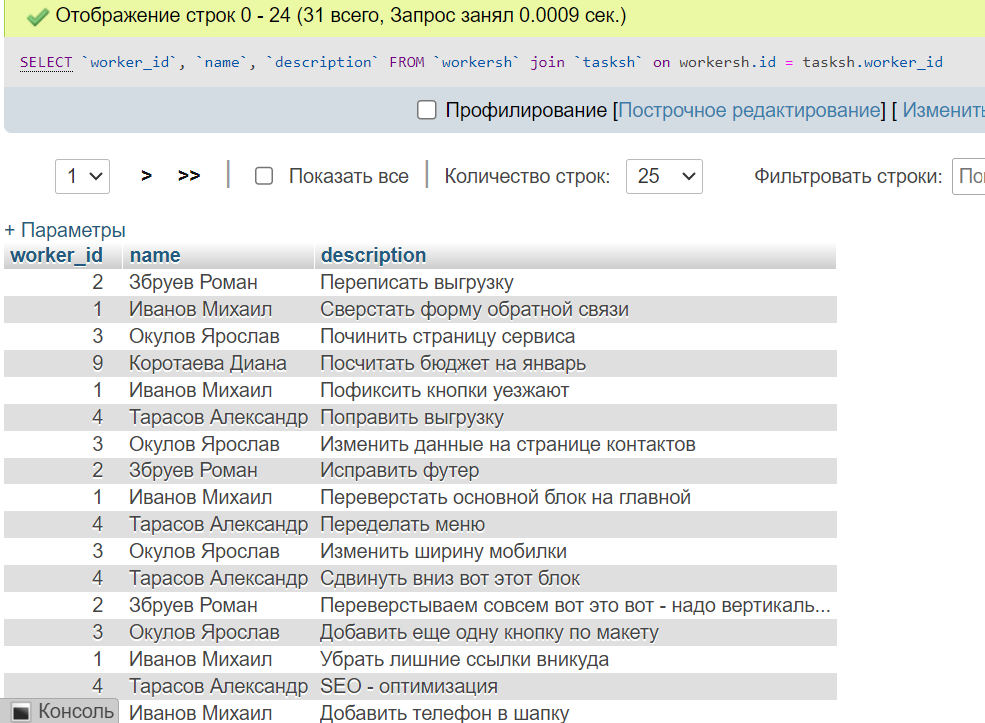 Отображение строк 0 - 24 (31 всего, Запрос занял 0.0009 сек.)
SELECT `worker_id`, `name`, `description` FROM `workersh` join `tasksh` on workersh.id = tasksh.worker_id
Профилирование [Построчное редактирование] [ Изменить
1 > >> Показать все Количество строк: 25 Фильтровать строки:
+ Параметры
worker_id name description
2 Збруев Роман Переписать выгрузку
1 Иванов Михаил Сверстать форму обратной связи
3 Окулов Ярослав Починить страницу сервиса
9 Коротаева Диана Посчитать бюджет на январь
1 Иванов Михаил Пофиксить кнопки уезжают
4 Тарасов Александр Поправить выгрузку
3 Окулов Ярослав Изменить данные на странице контактов
2 Збруев Роман Исправить футер
1 Иванов Михаил Переверстать основной блок на главной
4 Тарасов Александр Переделать меню
3 Окулов Ярослав Изменить ширину мобилки
4 Тарасов Александр Сдвинуть вниз вот этот блок
2 Збруев Роман Переверстываем совсем вот это вот - надо вертикаль...
3 Окулов Ярослав Добавить еще одну кнопку по макету
1 Иванов Михаил Убрать лишние ссылки вникуда
4 Тарасов Александр SEO - оптимизация
Консоль Иванов Михаил Добавить телефон в шапку